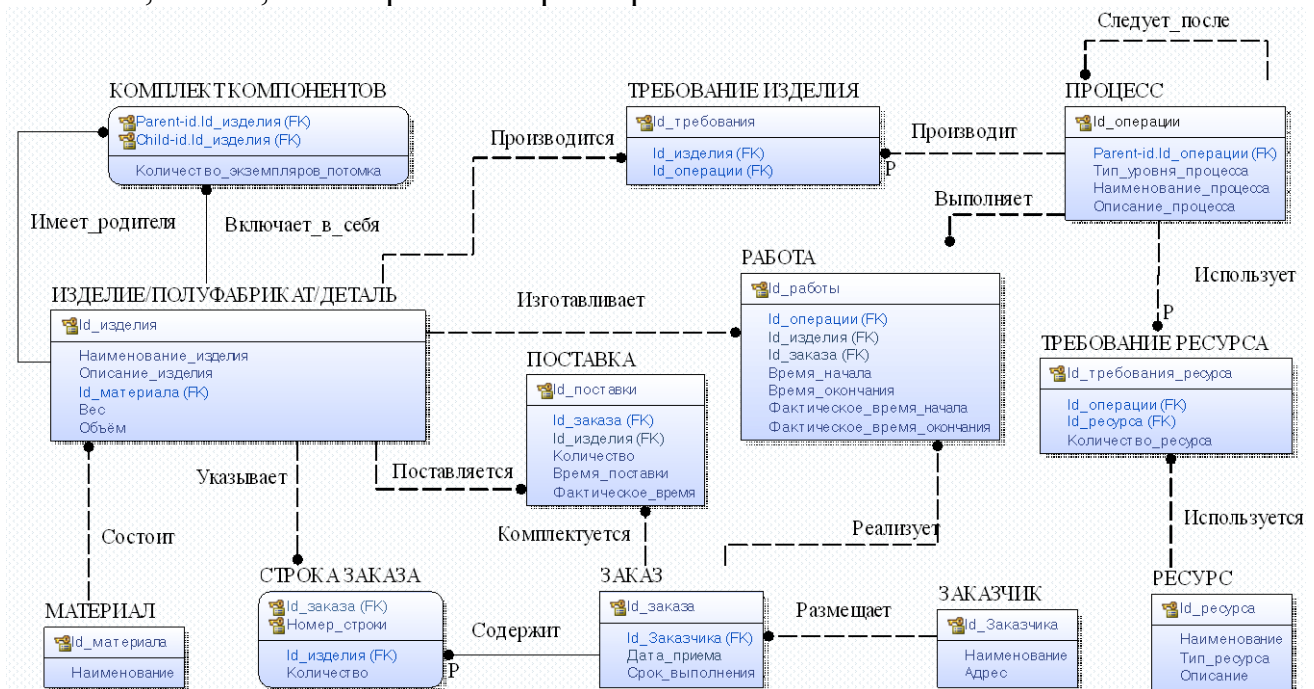 Следует_после
КОМПЛЕКТ КОМПОНЕНТОВ
Parent-id.Id_изделия (FK)
Child-id.Id_изделия (FK)
Количество_экземпляров_потомка
ТРЕБОВАНИЕ ИЗДЕЛИЯ
Id_требования
Id_изделия (FK)
Id_операции (FK)
ПРОЦЕСС
Id_операции
Parent-id.Id_операции (FK)
Тип_уровня_процесса
Наименование_процесса
Описание_процесса
Производится
Производит
P
Имеет_родителя
Включает_в_себя
Выполняет
Использует
P
ИЗДЕЛИЕ/ПОЛУФАБРИКАТ/ДЕТАЛЬ
Id_изделия
Наименование_изделия
Описание_изделия
Id_материала (FK)
Вес
Объём
Изготавливает
РАБОТА
Id_работы
Id_операции (FK)
Id_изделия (FK)
Id_заказа (FK)
Время_начала
Время_окончания
Фактическое_время_начала
Фактическое_время_окончания
ПОСТАВКА
Id_поставки
Id_заказа (FK)
Id_изделия (FK)
Количество
Время_поставки
Фактическое_время
ТРЕБОВАНИЕ РЕСУРСА
Id_требования_ресурса
Id_операции (FK)
Id_ресурса (FK)
Количество_ресурса
Указывает
Поставляется
Состоит
Комплектуется
Реализует
Используется
МАТЕРИАЛ
Id_материала
Наименование
СТРОКА ЗАКАЗА
Id_заказа (FK)
Номер_строки
Id_изделия (FK)
Количество
Содержит
P
ЗАКАЗ
Id_заказа
Id_Заказчика (FK)
Дата_приема
Срок_выполнения
Размещает
ЗАКАЗЧИК
Id_Заказчика
Наименование
Адрес
РЕСУРС
Id_ресурса
Наименование
Тип_ресурса
Описание